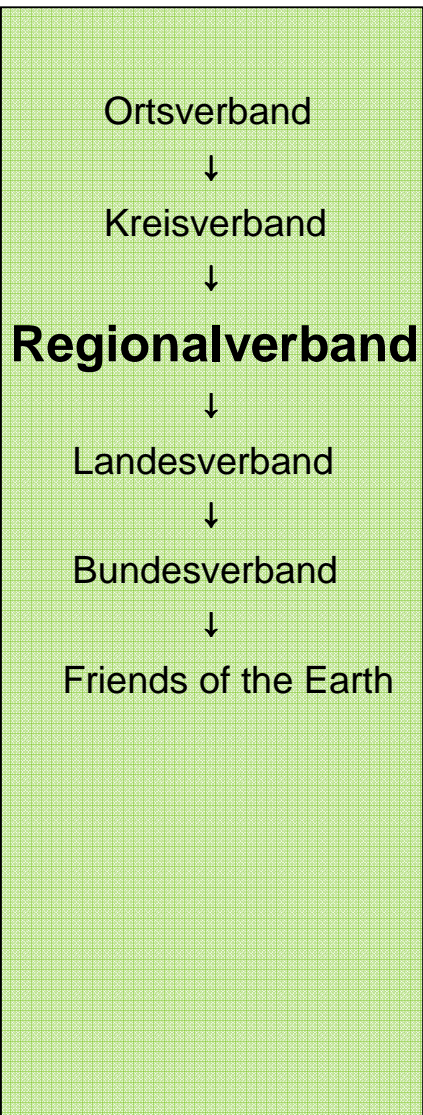 Ortsverband
↓
Kreisverband
↓
Regionalverband
↓
Landesverband
↓
Bundesverband
↓
Friends of the Earth